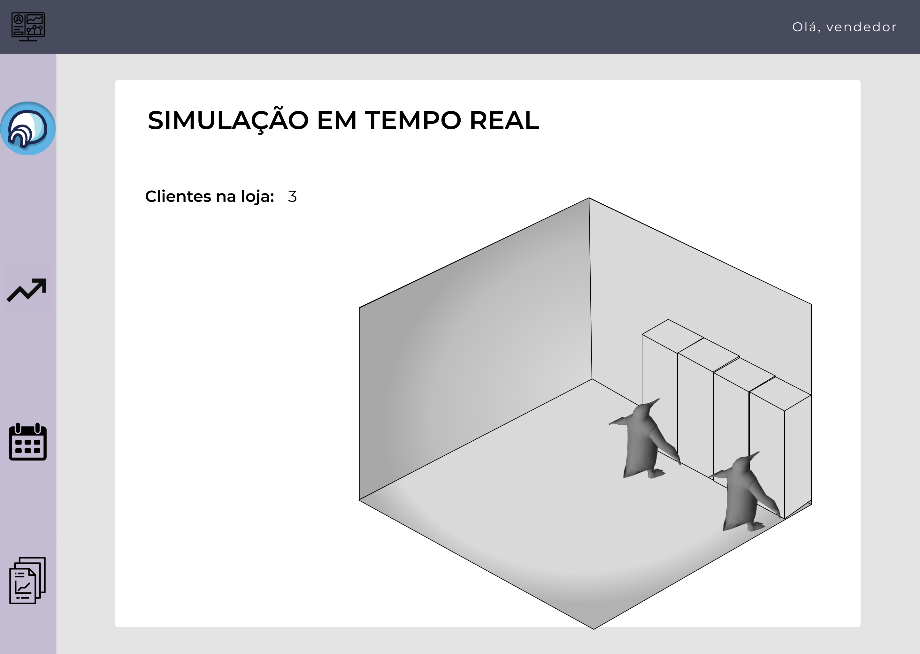 Olá, vendedor
SIMULAÇÃO EM TEMPO REAL
Clientes na loja: 3